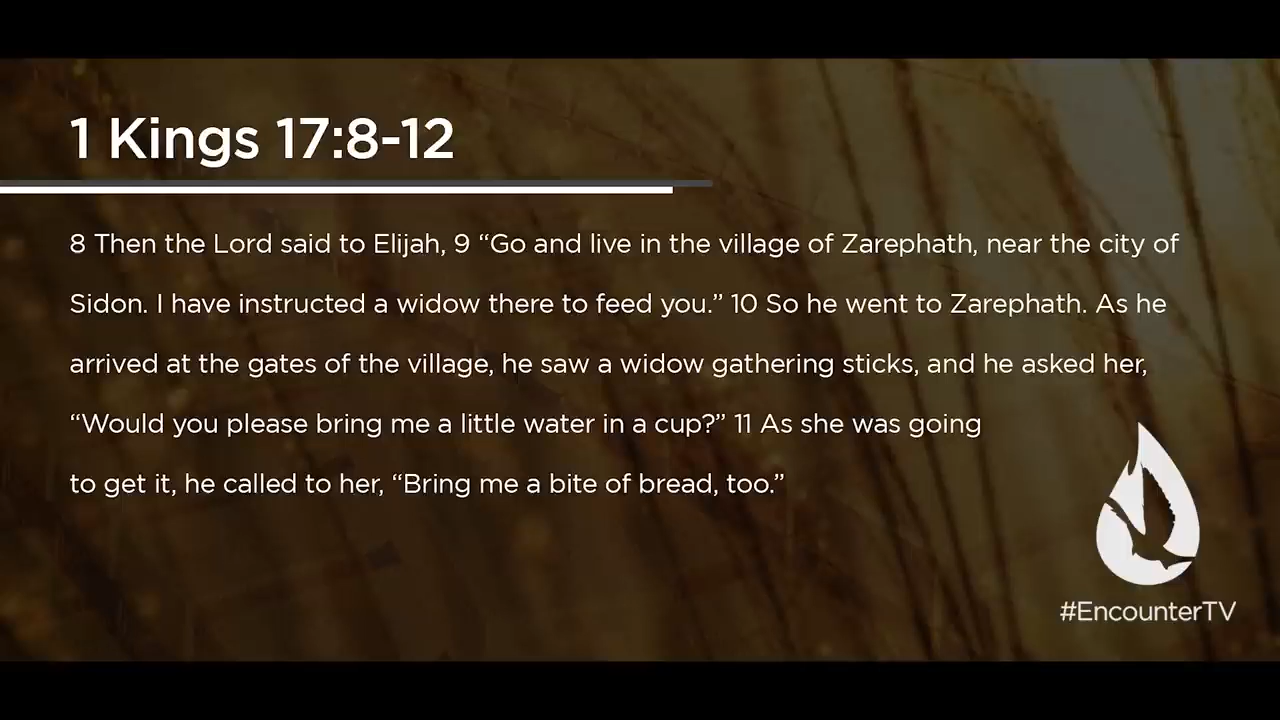 1 Kings 17:8-12
8 Then the Lord said to Elijah, 9 “Go and live in the village of Zarephath, near the city of
Sidon. I have instructed a widow there to feed you.” 10 So he went to Zarephath. As he
arrived at the gates of the village, he saw a widow gathering sticks, and he asked her,
“Would you please bring me a little water in a cup?” 11 As she was going
to get it, he called to her, “Bring me a bite of bread, too.”
#EncounterTV